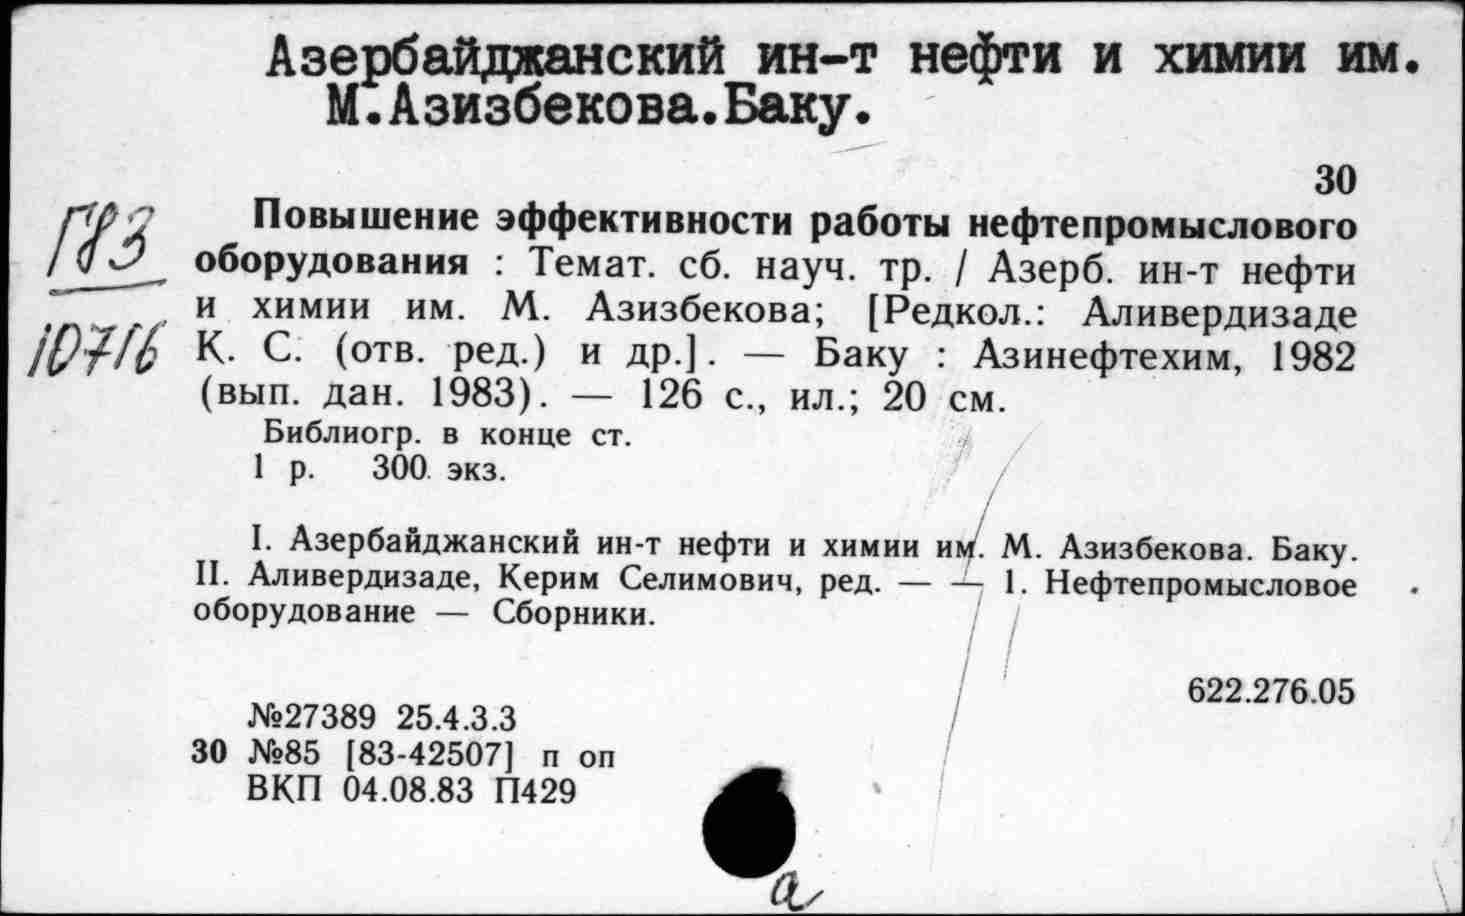 Азербайджанский ин-т нефти и химии им.
М.Азизбекова.Баку.
30
Повышение эффективности работы нефтепромыслового
оборудования : Темат. сб. науч. тр. / Азерб. ин-т нефти
и химии им. М. Азизбекова; [Редкол.: Аливердизаде
К. С. (отв. ред.) и др.]. — Баку : Азинефтехим, 1982
(вып. дан. 1983). — 126 с., ил.; 20 см.
Библиогр. в конце ст.
1 р. 300 экз.
I. Азербайджанский ин-т нефти и химии им. М. Азизбекова. Баку.
II. Аливердизаде, Керим Селимович, ред. — — 1. Нефтепромысловое
оборудование — Сборники.
622.276.05
№27389 25.4.3.3
30 №85 [83-42507] п оп
ВКП 04.08.83 П429
10716
а